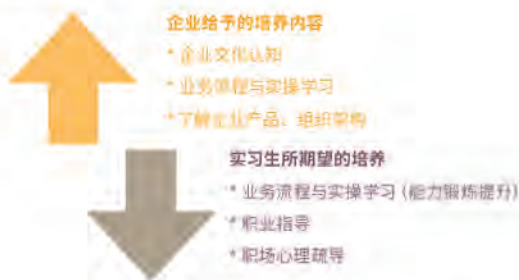 企业给予的培养内容
* 企业文化认知
* 业务流程与实操学习
* 了解企业产品、组织架构
实习生所期望的培养
* 业务流程与实操学习 (能力锻炼提升)
* 职业指导
* 职场心理疏导